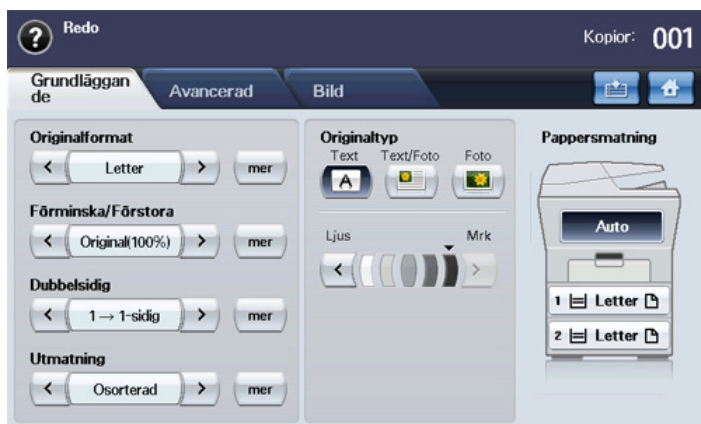 Redo
Kopior: 001
Grundläggan
de
Avancerad
Bild
Originalformat
Letter
mer
Förminska/Förstora
Original(100%)
mer
Dubbelsidig
1 → 1-sidig
mer
Utmatning
Osorterad
mer
Originaltyp
Text Text/Foto Foto
A
Ljus Mrk
Pappersmatning
Auto
1 Letter
2 Letter